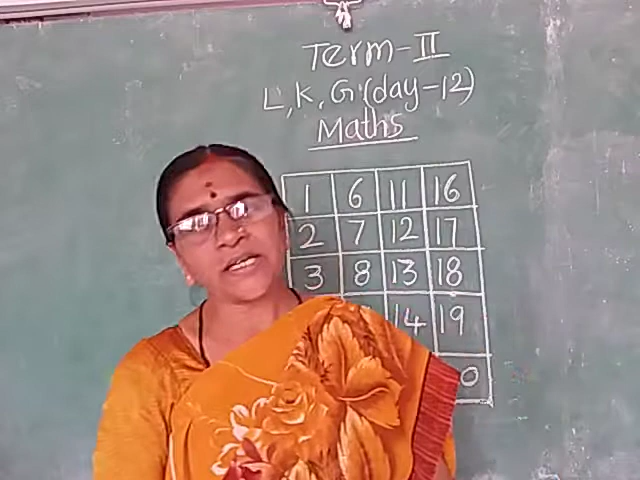 Term-II
L,K,G.(day-12)
Maths
1 6 11 16
2 7 12 17
3 8 13 18
14 19
0